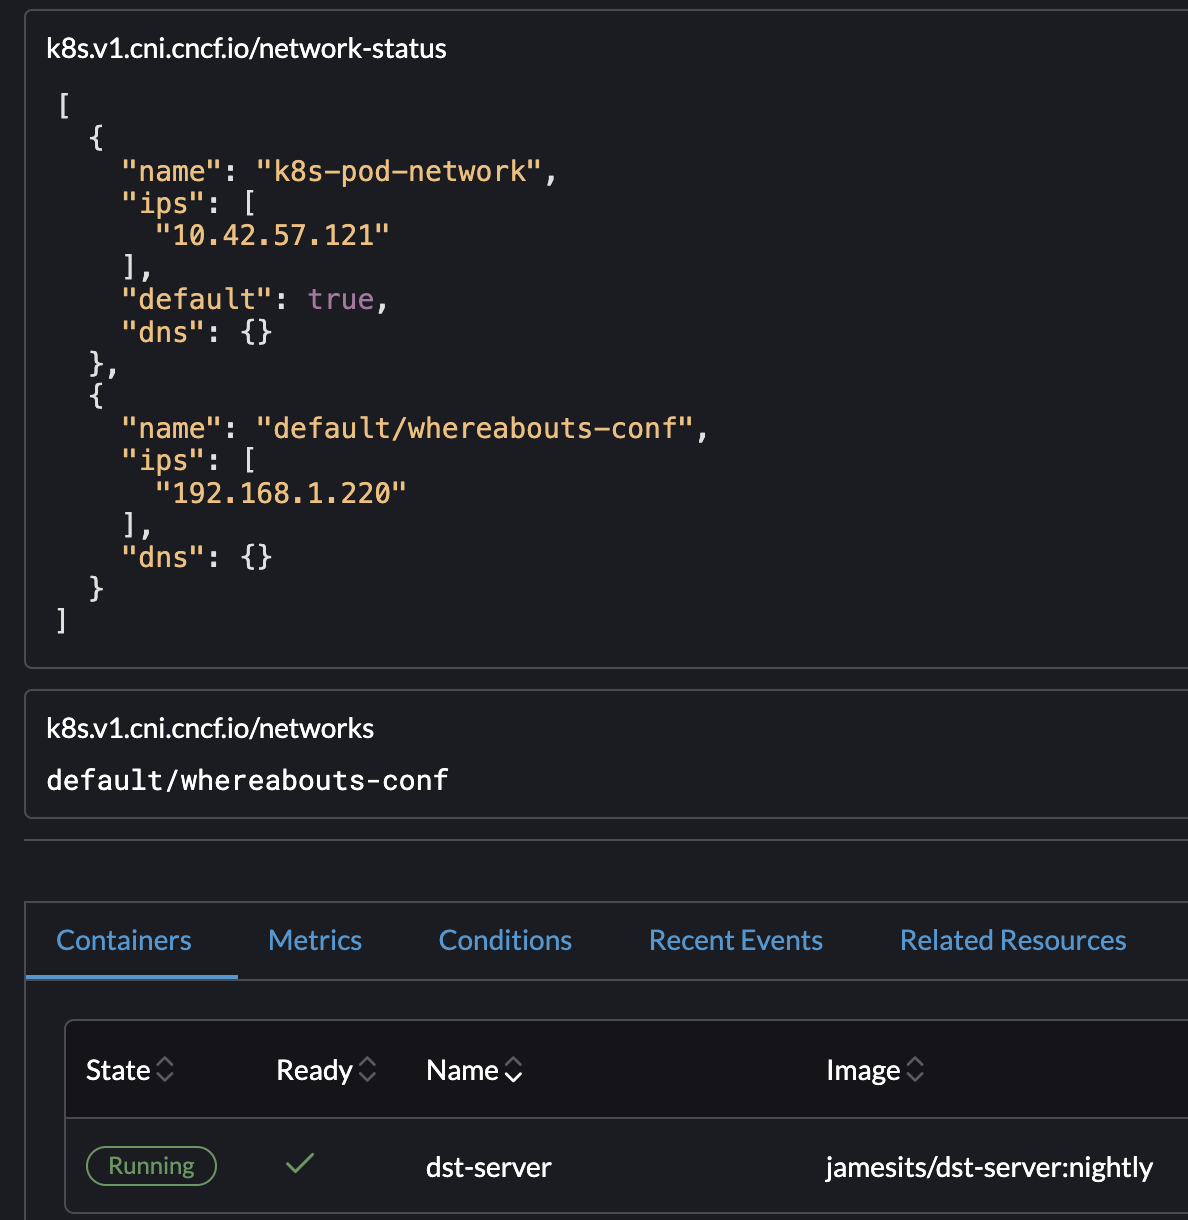 k8s.v1.cni.cncf.io/network-status
[
  {
    "name": "k8s-pod-network",
    "ips": [
      "10.42.57.121"
    ],
    "default": true,
    "dns": {}
  },
  {
    "name": "default/whereabouts-conf",
    "ips": [
      "192.168.1.220"
    ],
    "dns": {}
  }
]
k8s.v1.cni.cncf.io/networks
default/whereabouts-conf
Containers Metrics Conditions Recent Events Related Resources
State Ready Name Image
Running dst-server jamesits/dst-server:nightly